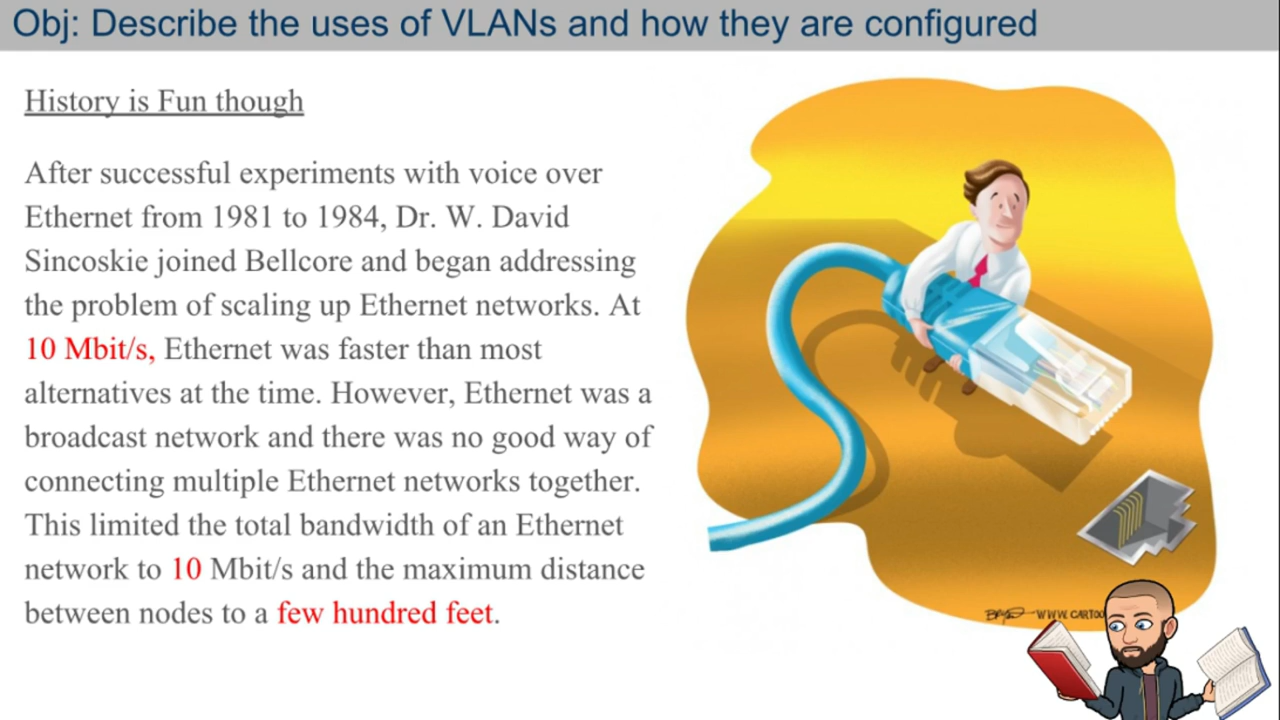 Obj: Describe the uses of VLANs and how they are configured
History is Fun though
After successful experiments with voice over
Ethernet from 1981 to 1984, Dr. W. David
Sincoskie joined Bellcore and began addressing
the problem of scaling up Ethernet networks. At
10 Mbit/s, Ethernet was faster than most
alternatives at the time. However, Ethernet was a
broadcast network and there was no good way of
connecting multiple Ethernet networks together.
This limited the total bandwidth of an Ethernet
network to 10 Mbit/s and the maximum distance
between nodes to a few hundred feet.
WWW.CARTOO